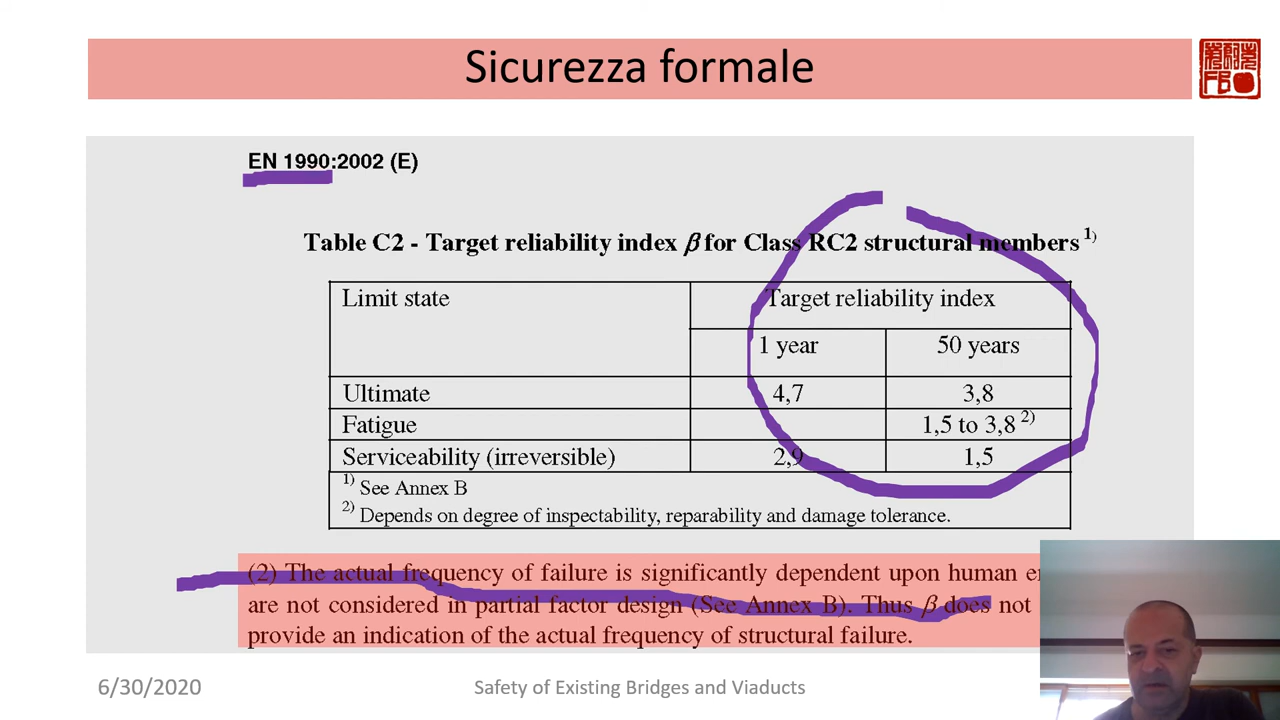 Sicurezza formale
EN 1990:2002 (E)
Table C2 - Target reliability index β for Class RC2 structural members 1)
Limit state
Target reliability index
1 year
50 years
Ultimate
4,7
3,8
Fatigue
1,5 to 3,8 2)
Serviceability (irreversible)
2,9
1,5
1) See Annex B
2) Depends on degree of inspectability, reparability and damage tolerance.
(2) The actual frequency of failure is significantly dependent upon human
are not considered in partial factor design (See Annex B). Thus β does not
provide an indication of the actual frequency of structural failure.
6/30/2020
Safety of Existing Bridges and Viaducts